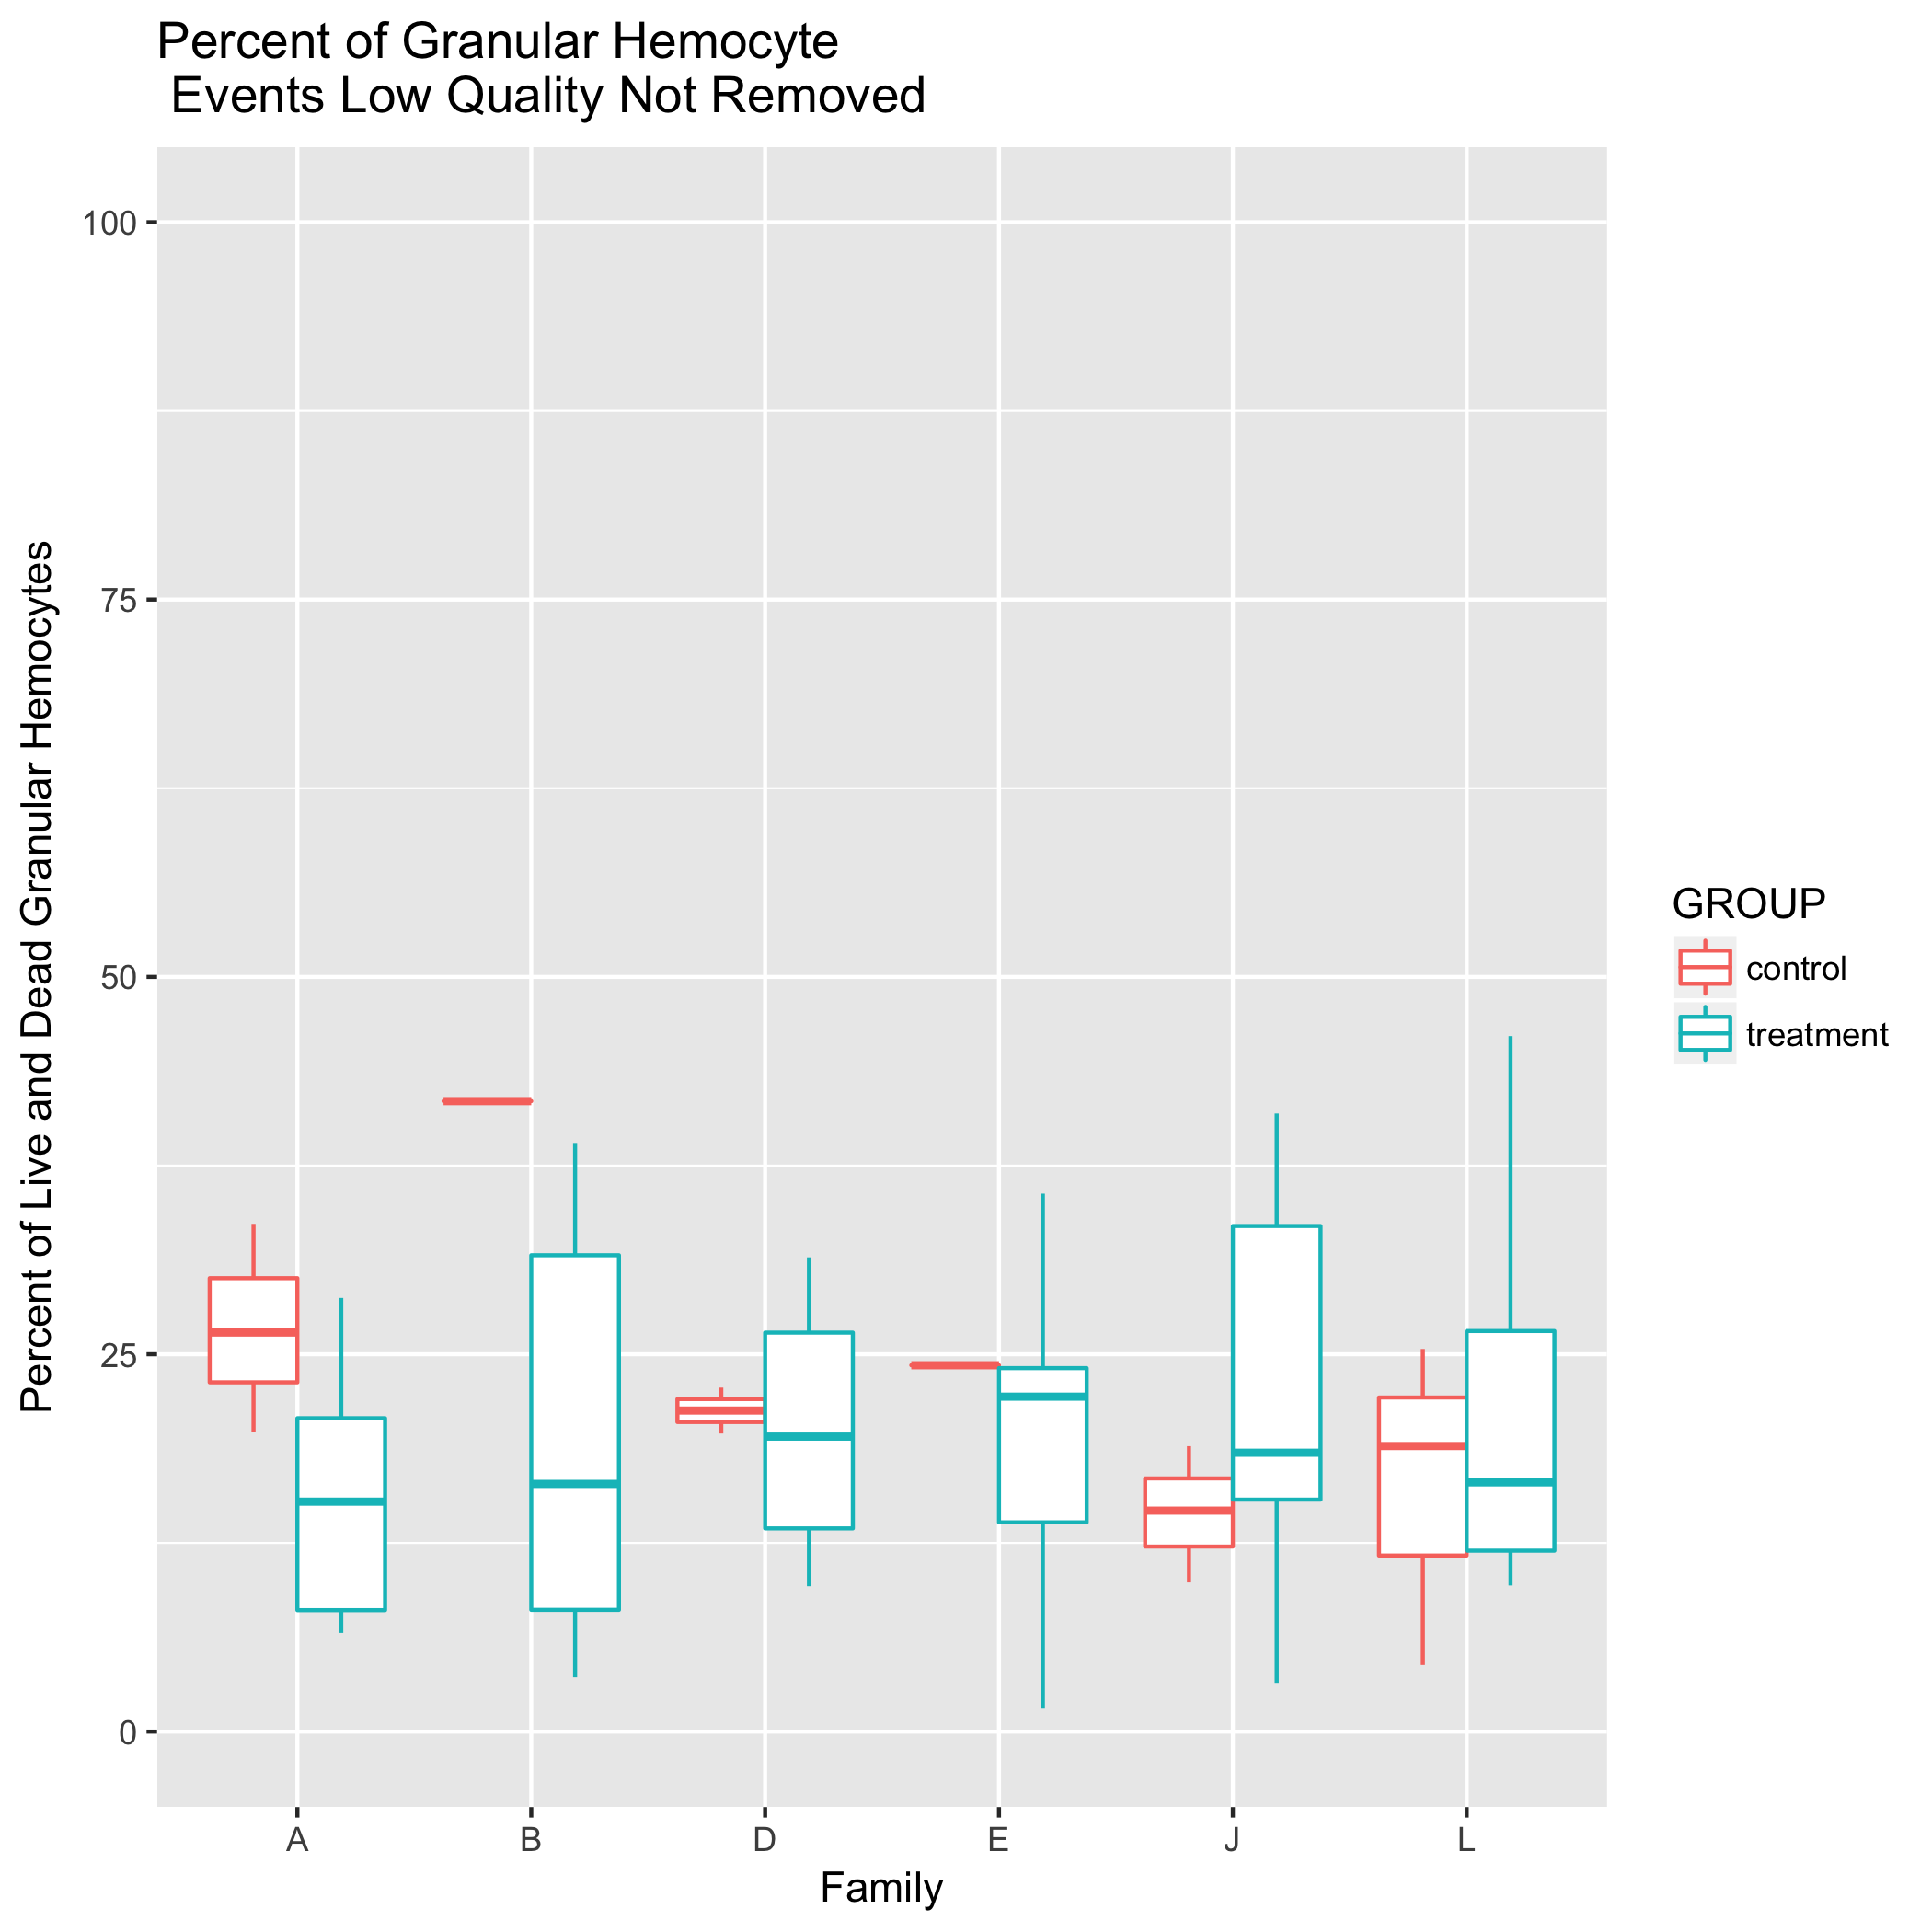 Percent of Granular Hemocyte
Events Low Quality Not Removed
Percent of Live and Dead Granular Hemocytes
100
75
50
25
0
A
B
D
E
J
L
Family
GROUP
control
treatment